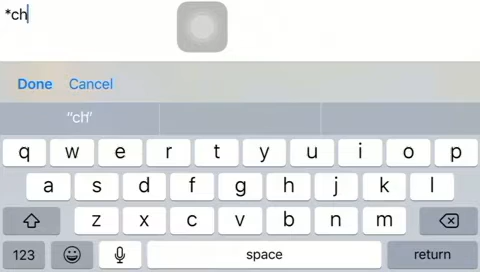 *ch
Done Cancel
"ch"
q w e r t y u i o p
a s d f g h j k l
z x c v b n m
123 space return